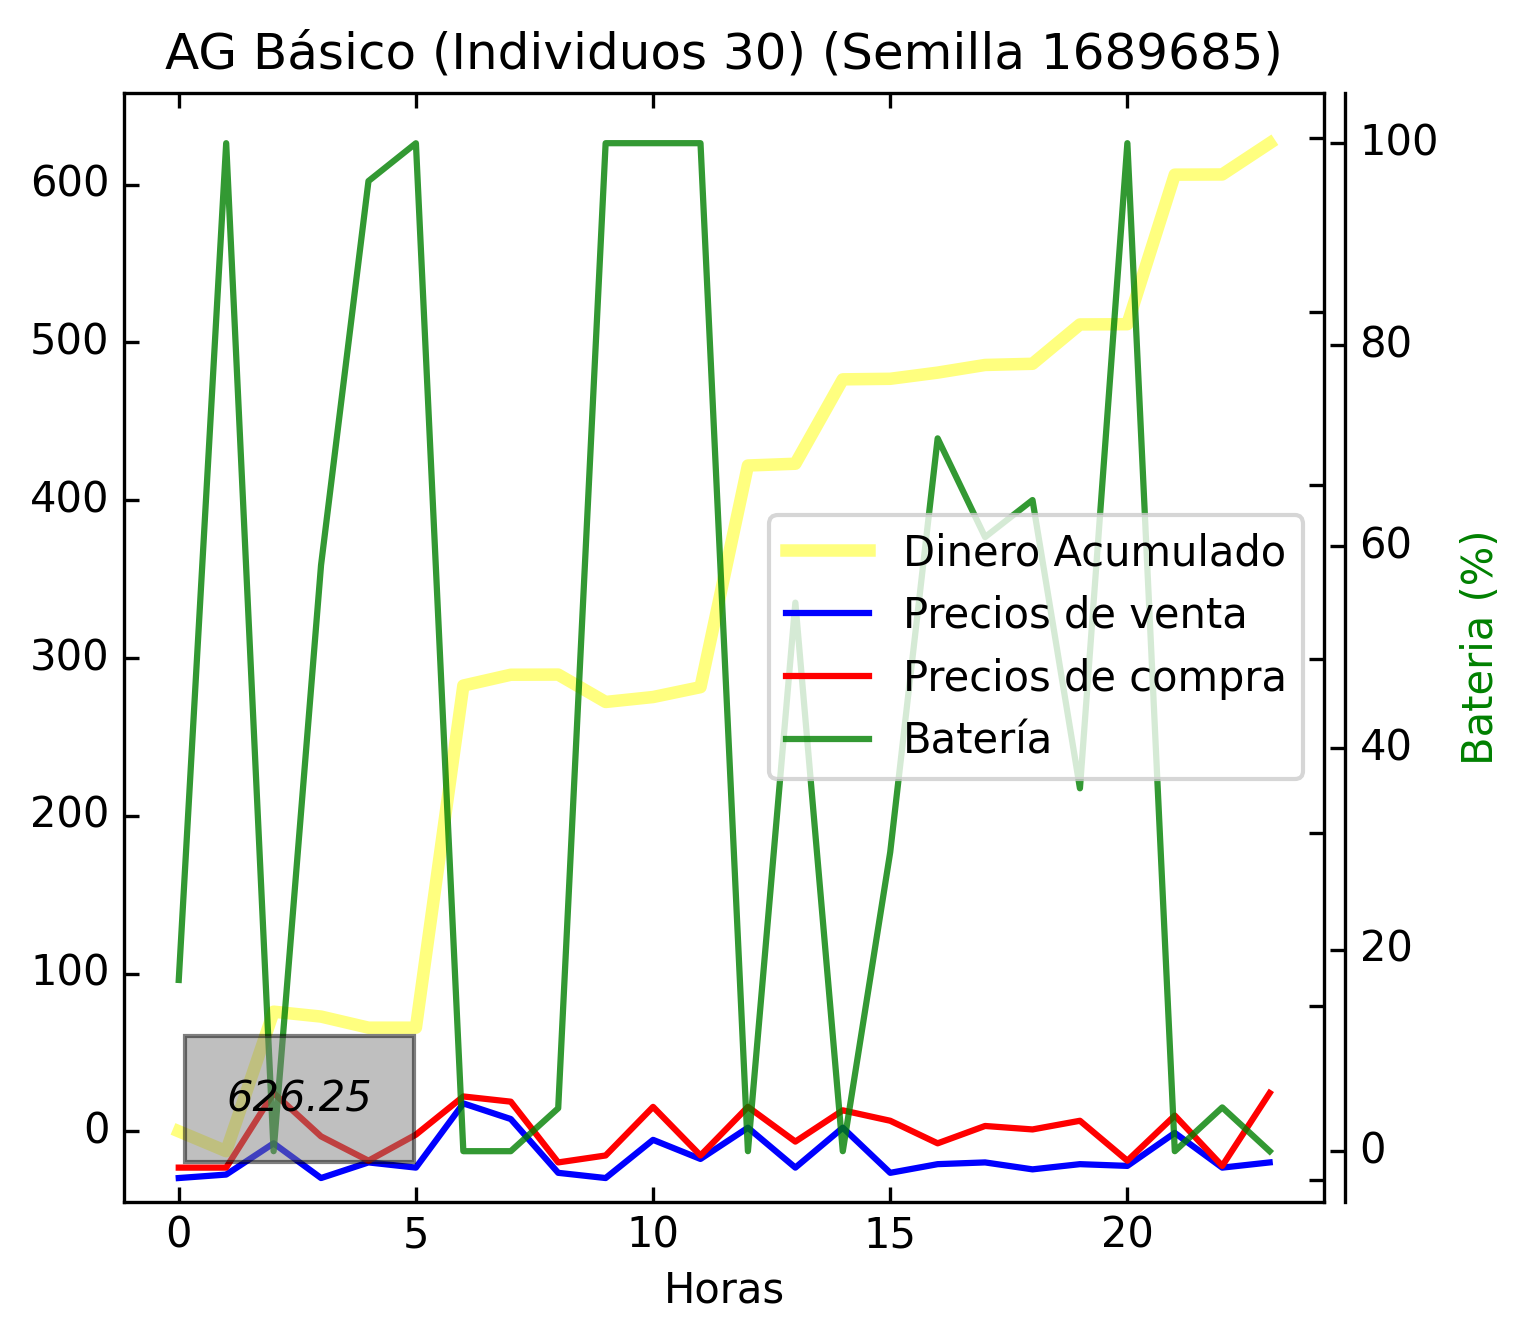 AG Básico (Individuos 30) (Semilla 1689685)
600
500
400
300
200
100
0
100
80
60
40
20
0
Bateria (%)
Dinero Acumulado
Precios de venta
Precios de compra
Batería
626.25
0 5 10 15 20
Horas